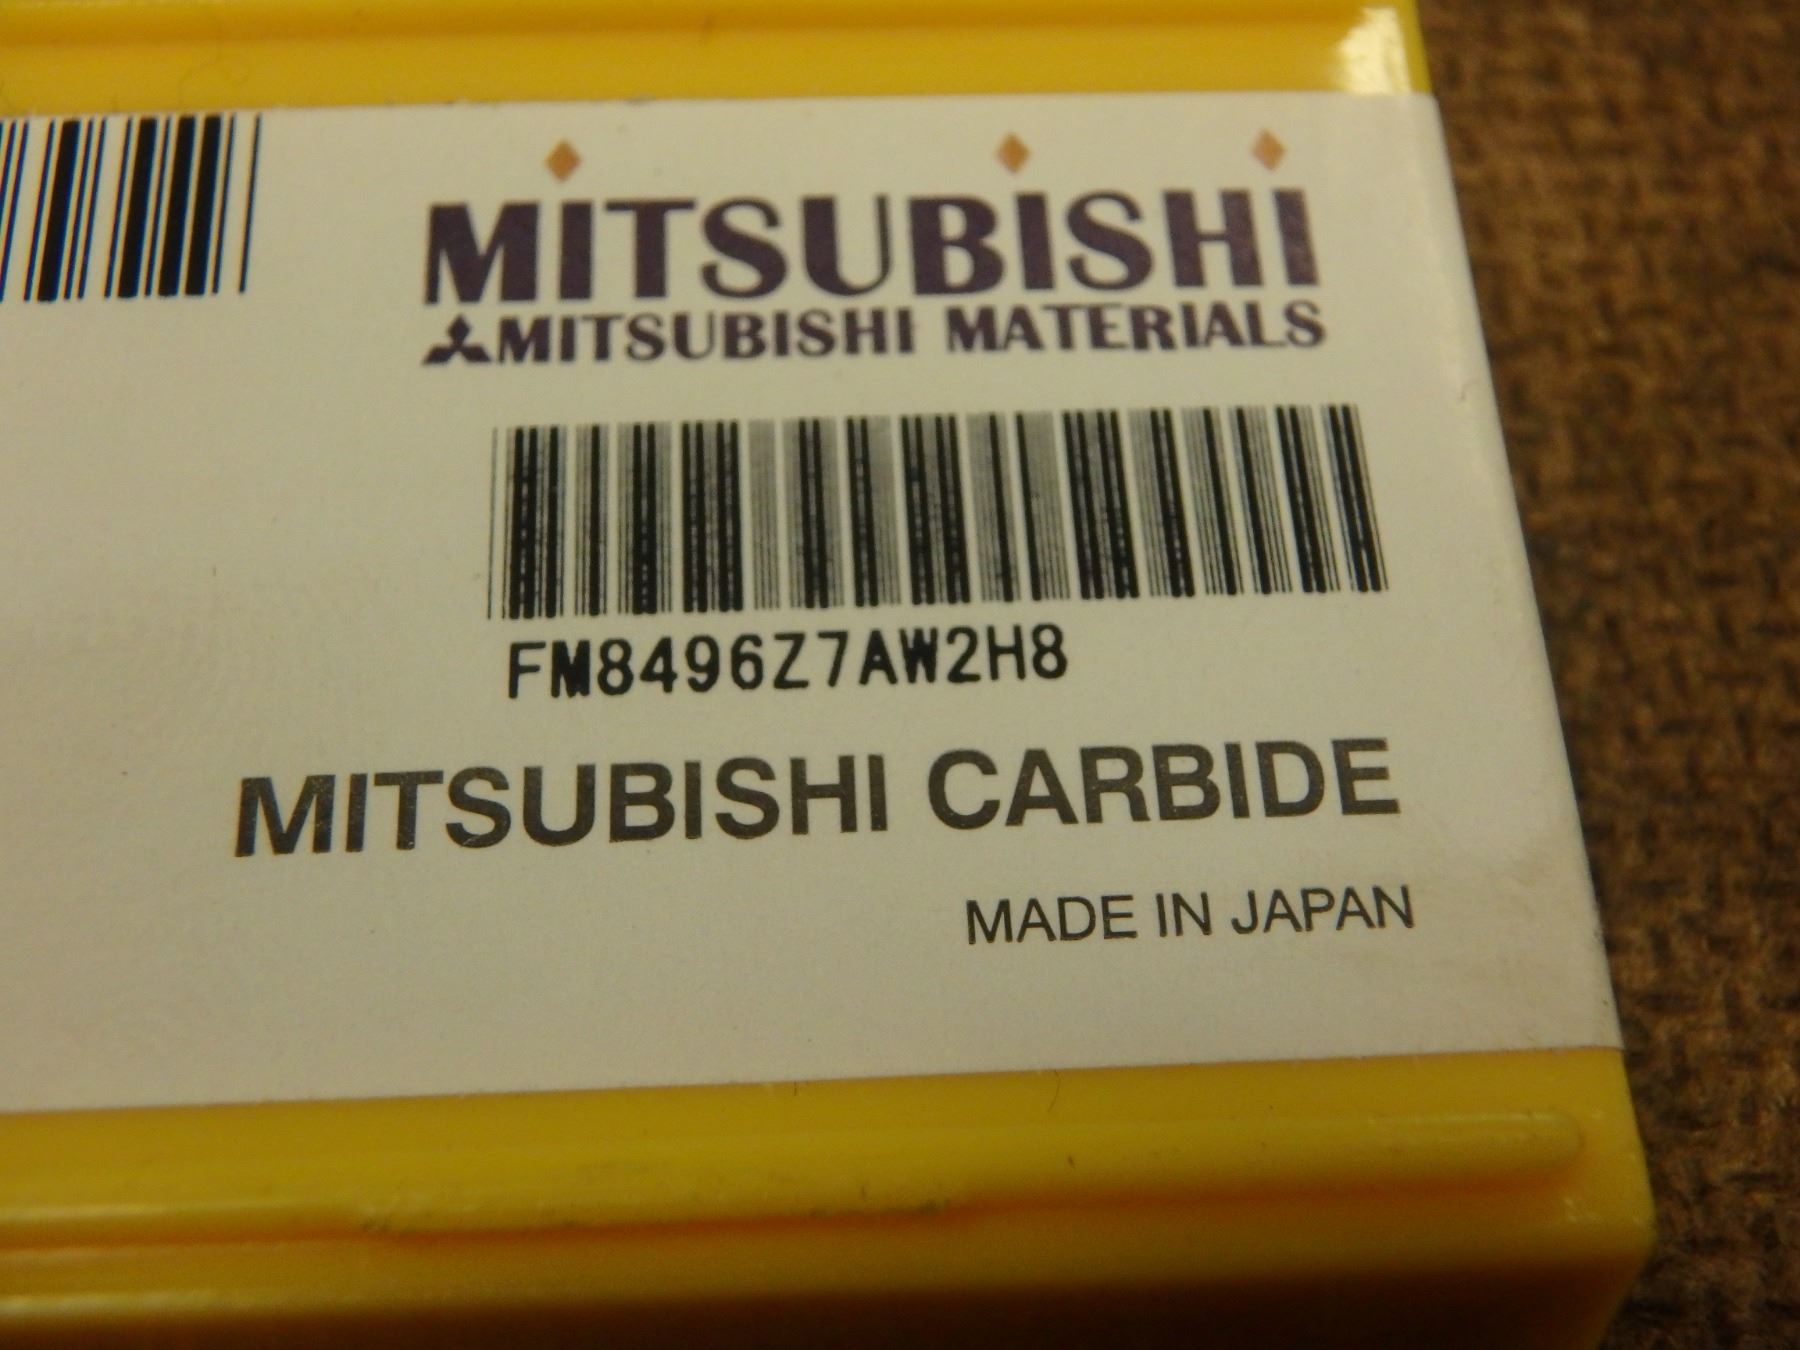 MITSUBISHI
MITSUBISHI MATERIALS
FM8496Z7AW2H8
MITSUBISHI CARBIDE
MADE IN JAPAN